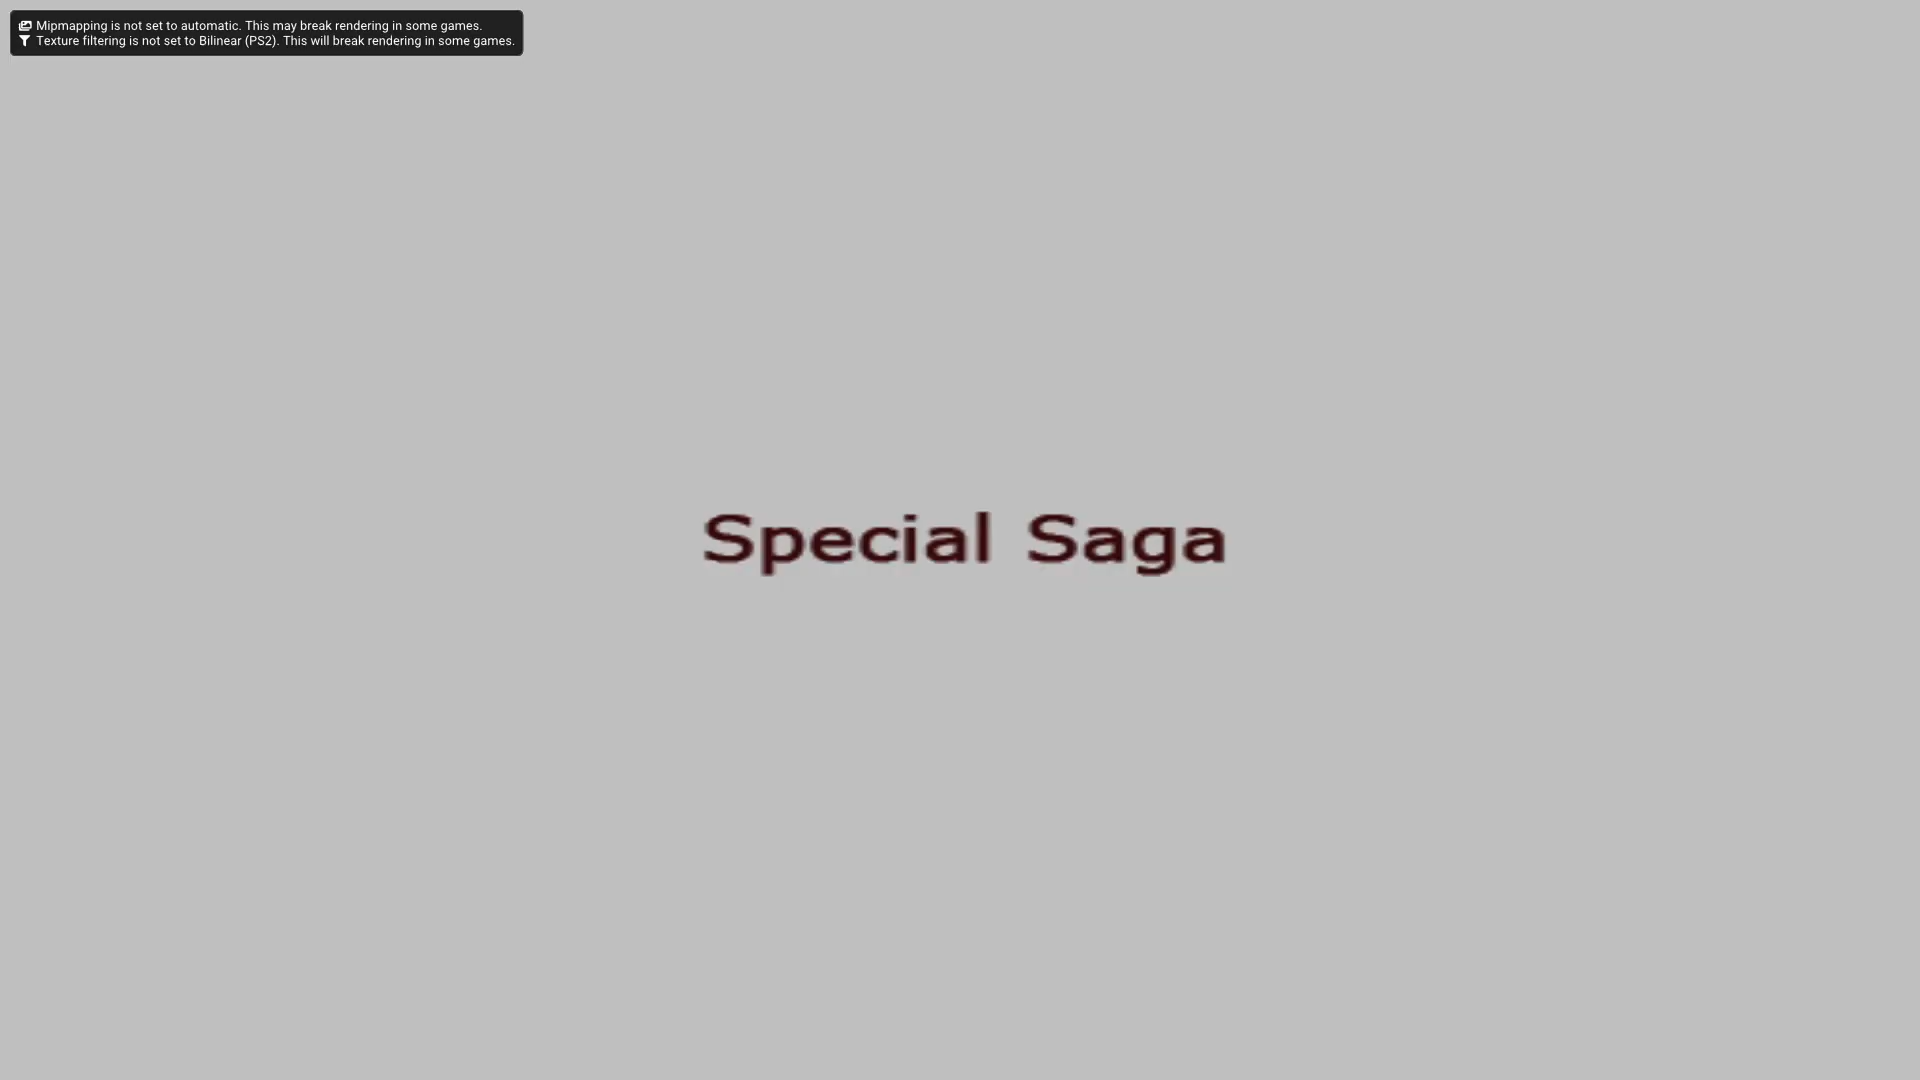 Mipmapping is not set to automatic. This may break rendering in some games.
Texture filtering is not set to Bilinear (PS2). This will break rendering in some games.
Special Saga